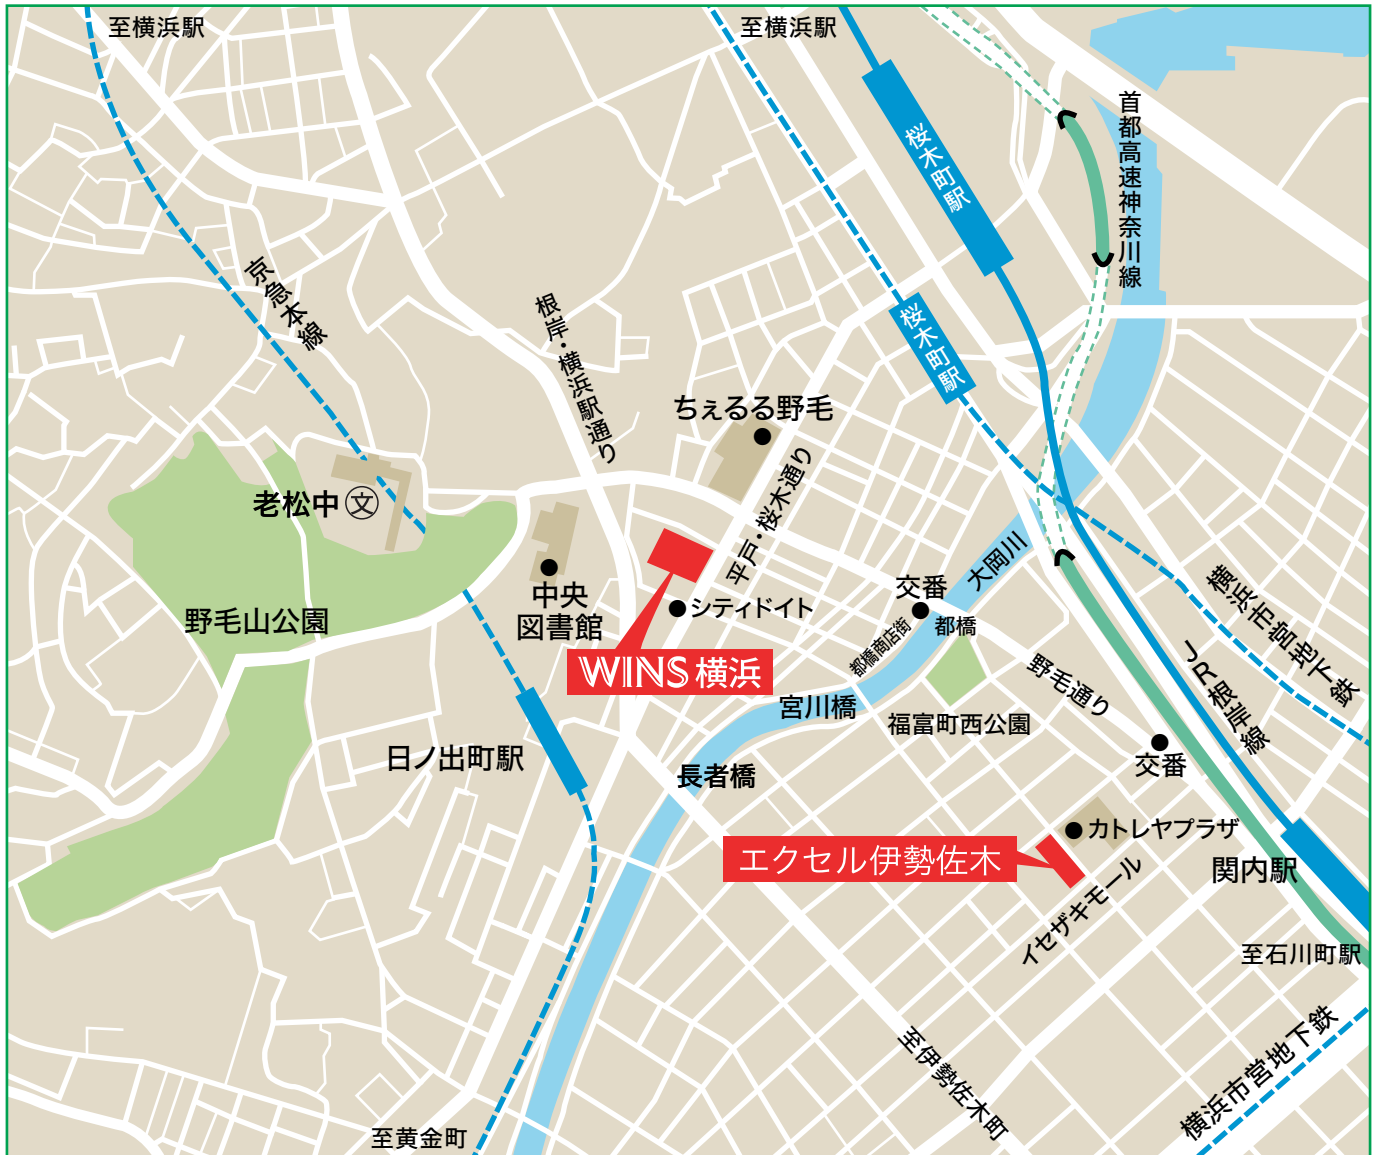 至横浜駅
至横浜駅
桜木町駅
首都高速神奈川線
京急本線
根岸・横浜駅通り
桜木町駅
ちぇるる野毛
平戸・桜木通り
老松中 文
中央
図書館
野毛山公園
シティドイト
WINS 横浜
交番
大岡川
都橋
都橋商店街
宮川橋
野毛通り
福富町西公園
横浜市営地下鉄
JR根岸線
日ノ出町駅
長者橋
交番
カトレヤプラザ
エクセル伊勢佐木
イセザキモール
関内駅
至石川町駅
至伊勢佐木町
横浜市営地下鉄
至黄金町